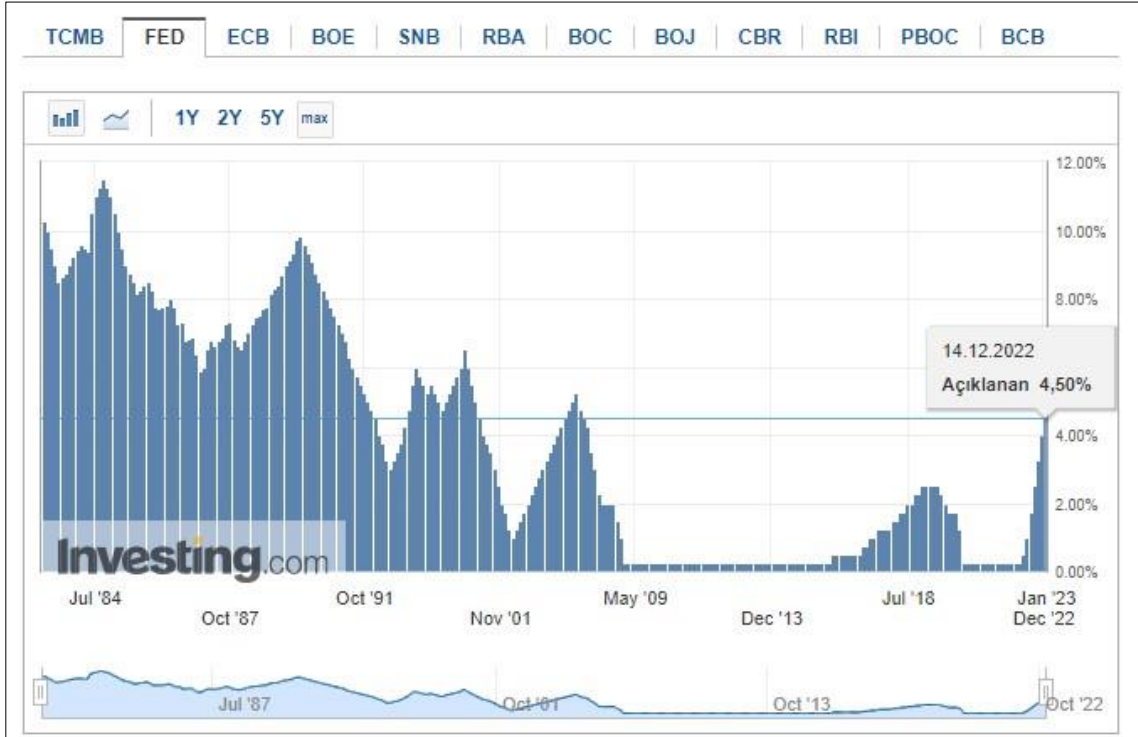 TCMB FED ECB BOE SNB RBA BOC BOJ CBR RBI PBOC BCB
1Y 2Y 5Y max
12.00%
10.00%
8.00%
14.12.2022
Açıklanan 4,50%
4.00%
2.00%
0.00%
Investing.com
Jul '84 Oct '91 May '09 Jul '18 Jan '23
Oct '87 Nov '01 Dec '13 Dec '22
Jul '87 Oct '01 Oct '13 Oct '22